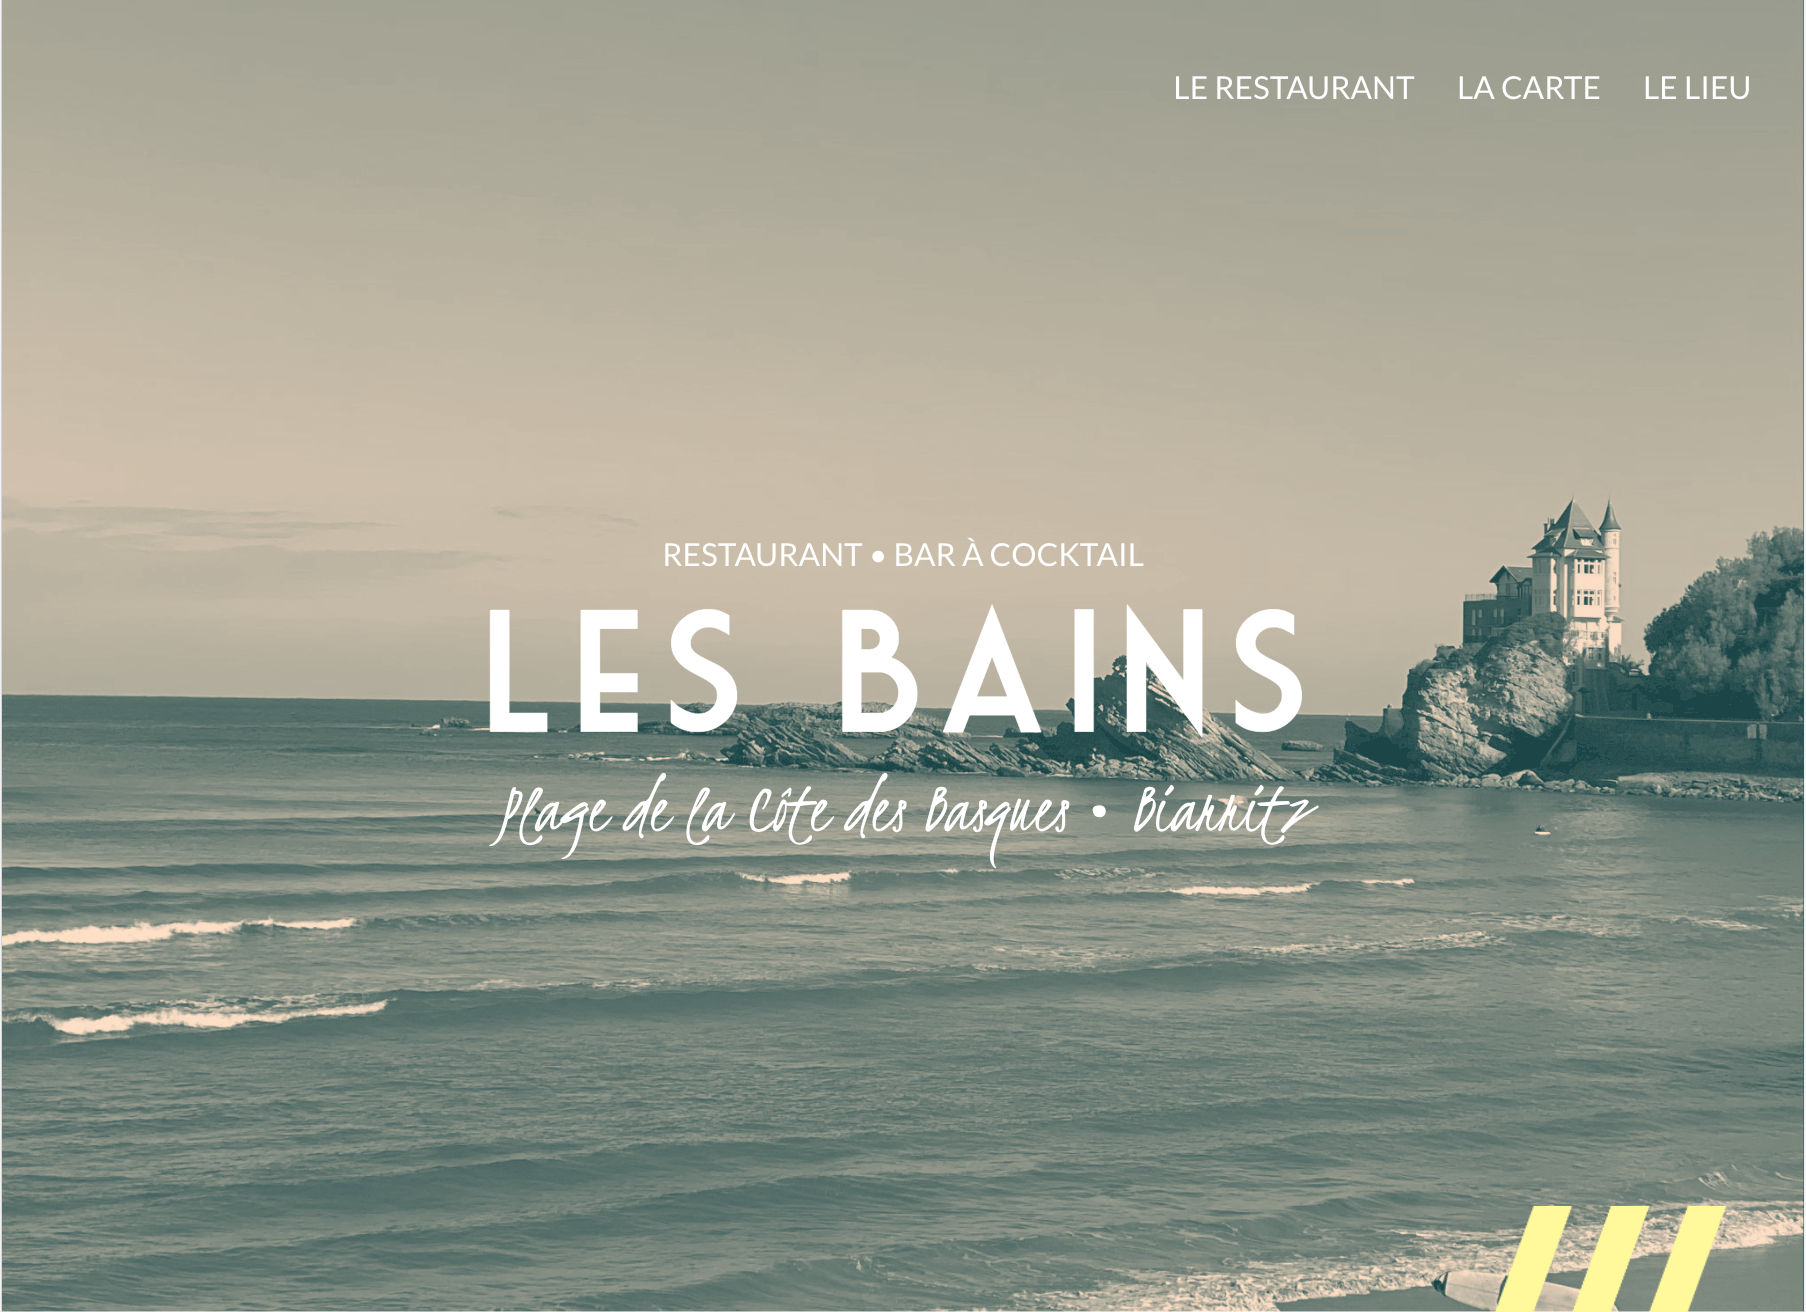 LE RESTAURANT LA CARTE LE LIEU
RESTAURANT • BAR À COCKTAIL
LES BAINS
Plage de la Côte des Basques • Biarritz